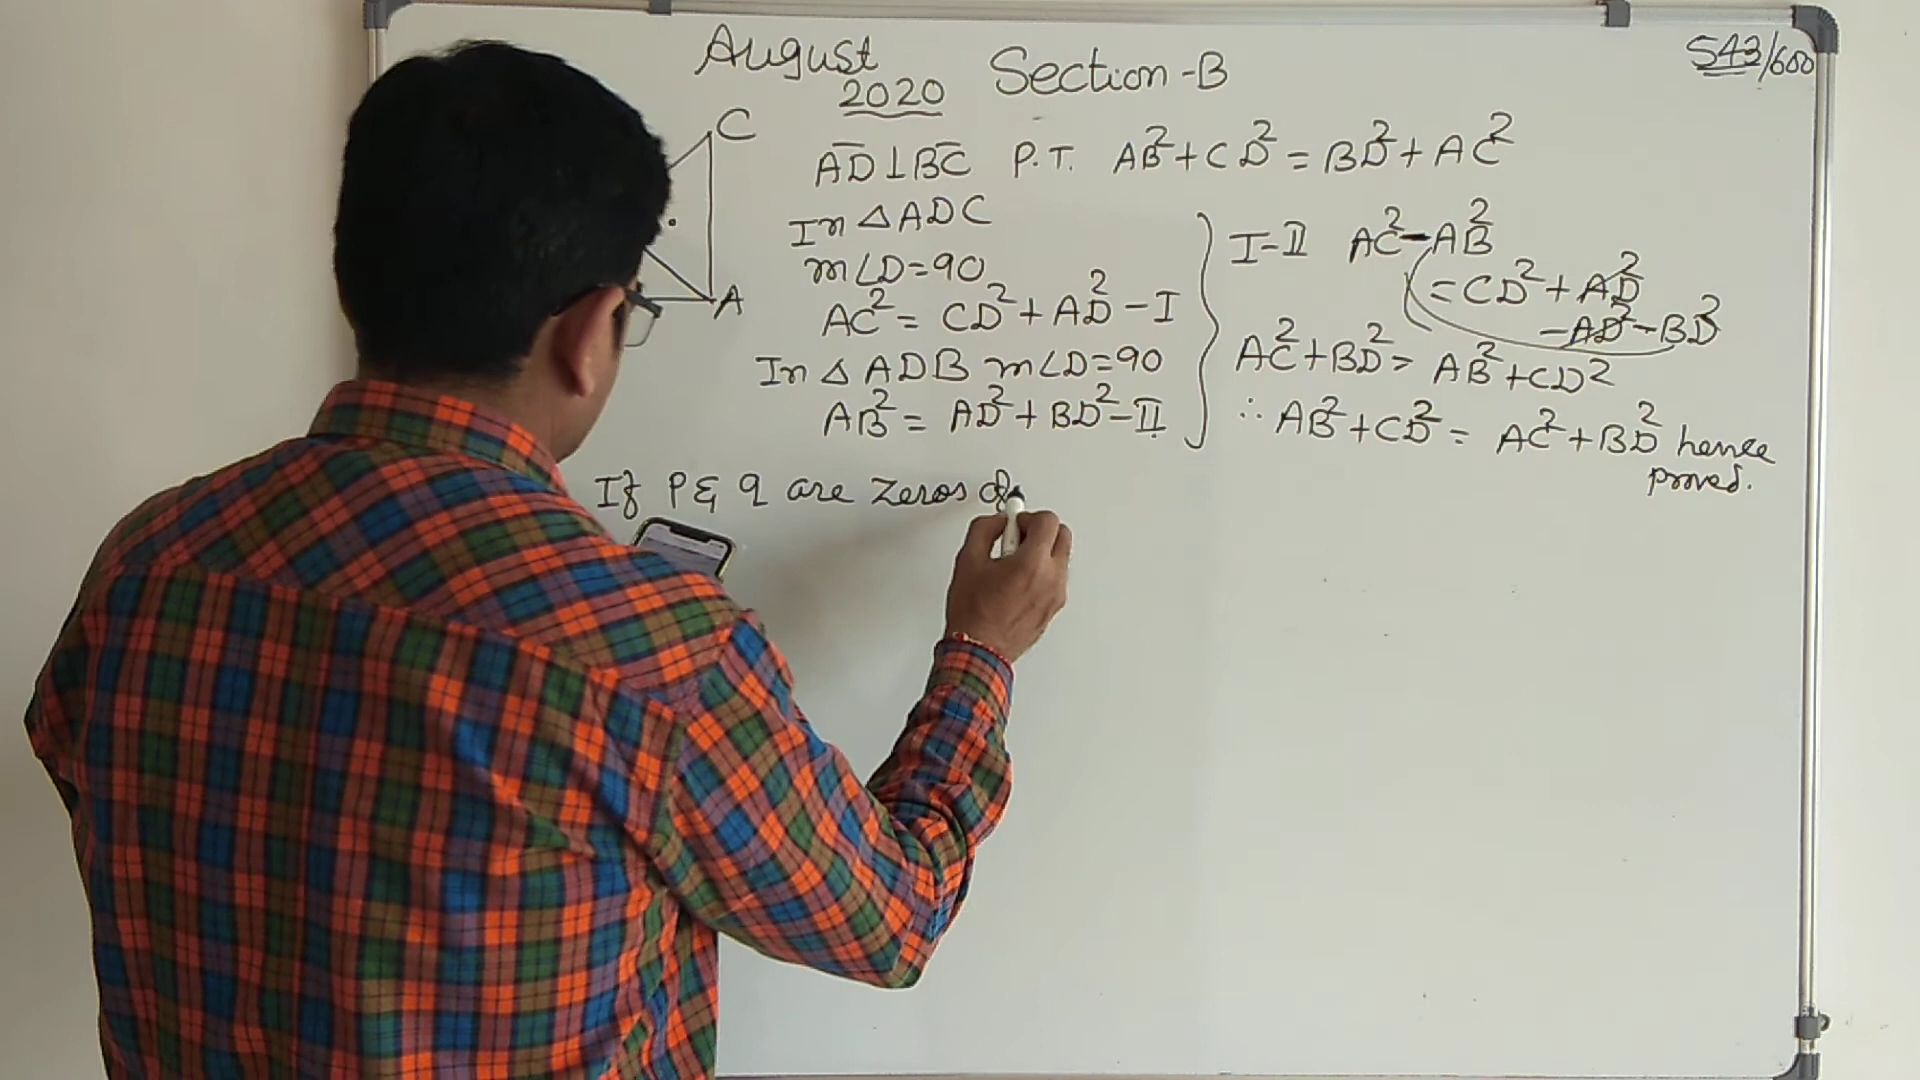 August
2020
Section-B
543/600
C
A
AD⊥BC P.T. AB²+CD²=BD²+AC²
In △ADC
m∠D=90
AC²=CD²+AD²-I
In △ADB m∠D=90
AB²=AD²+BD²-II
I-II AC²-AB²
=CD²+AD²
-AD²-BD²
AC²+BD²=AB²+CD²
∴ AB²+CD²=AC²+BD² hence
proved.
If P & q are zeros of